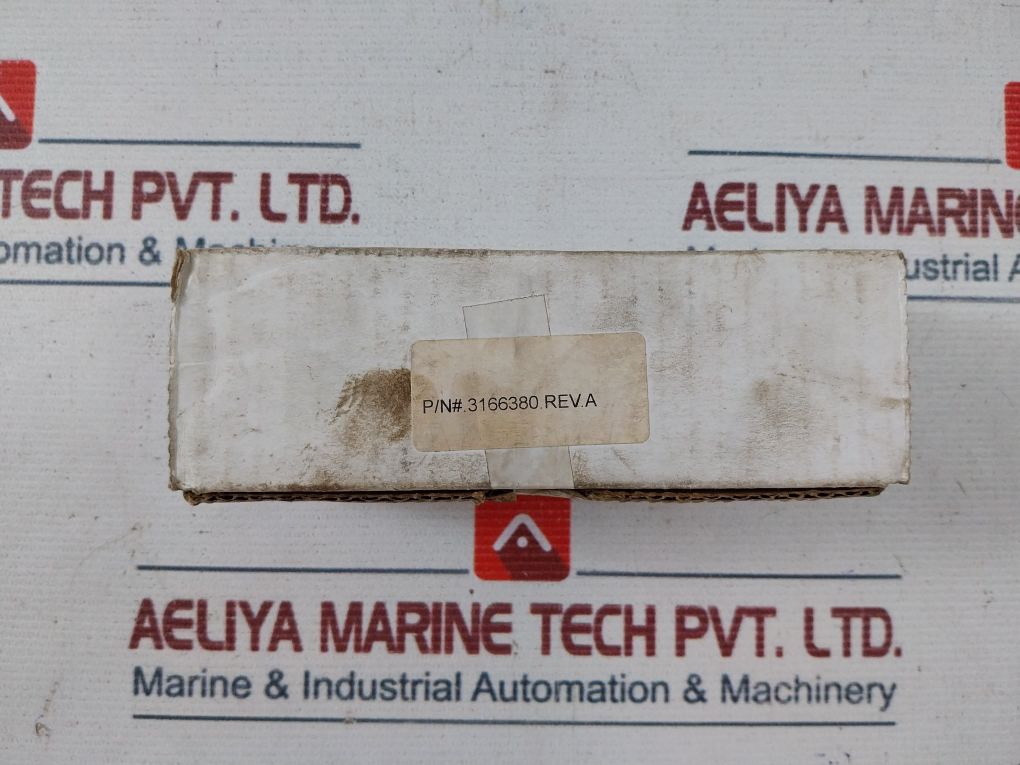 TECH PVT. LTD.
omation &
AELIYA MARIN
ustrial A
P/N#.3166380.REV.A
AELIYA MARINE TECH PVT. LTD.
Marine & Industrial Automation & Machinery